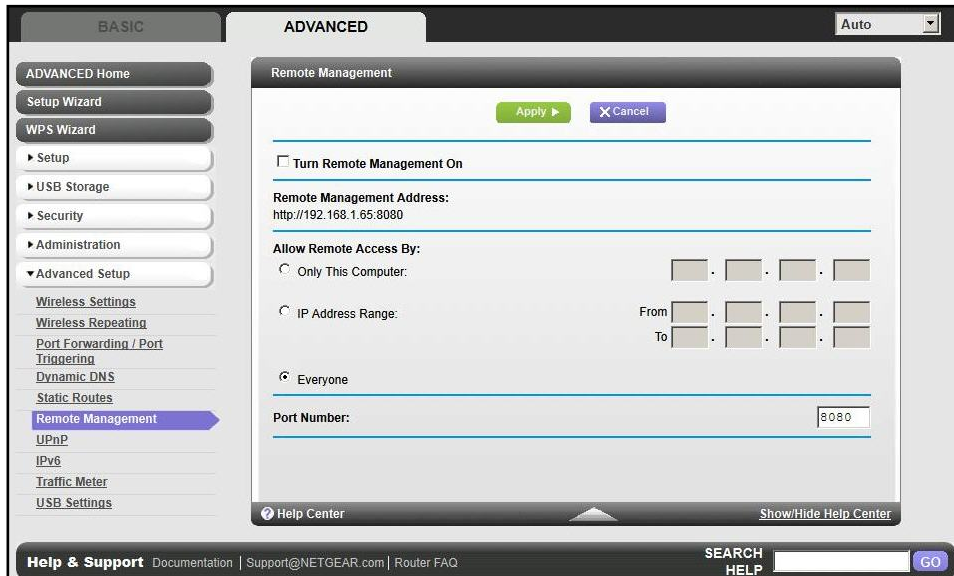 BASIC
ADVANCED
Auto
ADVANCED Home
Setup Wizard
WPS Wizard
Setup
USB Storage
Security
Administration
Advanced Setup
Wireless Settings
Wireless Repeating
Port Forwarding / Port
Triggering
Dynamic DNS
Static Routes
Remote Management
UPnP
IPv6
Traffic Meter
USB Settings
Remote Management
Apply
Cancel
Turn Remote Management On
Remote Management Address:
http://192.168.1.65:8080
Allow Remote Access By:
Only This Computer: . . .
IP Address Range: From . . .
To . . .
Everyone
Port Number: 8080
? Help Center
Show/Hide Help Center
Help & Support Documentation | Support@NETGEAR.com | Router FAQ
SEARCH
HELP
GO